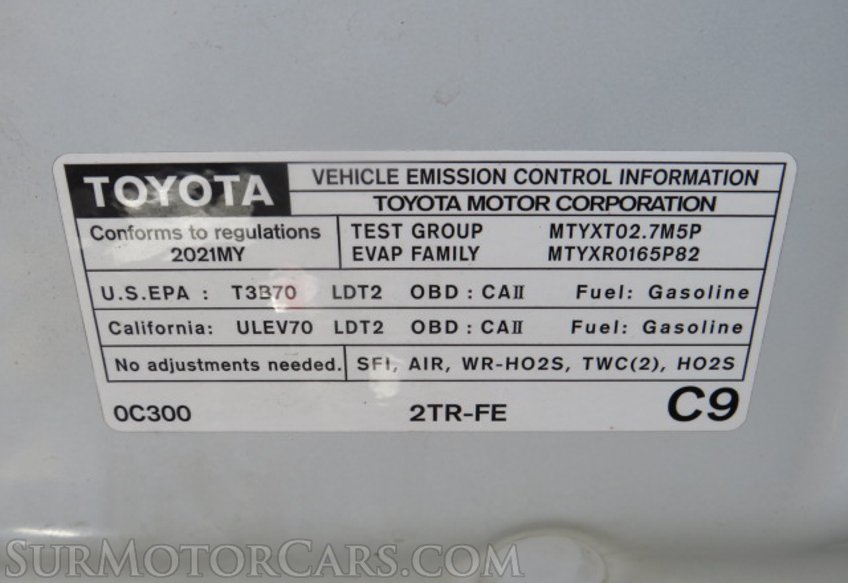 TOYOTA
VEHICLE EMISSION CONTROL INFORMATION
TOYOTA MOTOR CORPORATION
Conforms to regulations
2021MY
TEST GROUP MTYXT02.7M5P
EVAP FAMILY MTYXR0165P82
U.S.EPA : T3B70 LDT2 OBD : CAII Fuel: Gasoline
California: ULEV70 LDT2 OBD : CAII Fuel: Gasoline
No adjustments needed. SFI, AIR, WR-HO2S, TWC(2), HO2S
0C300 2TR-FE C9
SURMOTORCARS.COM